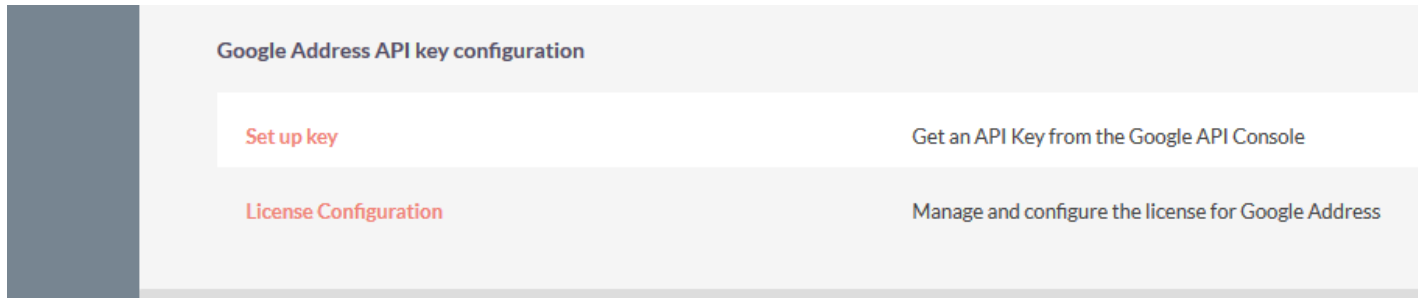 Google Address API key configuration
Set up key
Get an API Key from the Google API Console
License Configuration
Manage and configure the license for Google Address